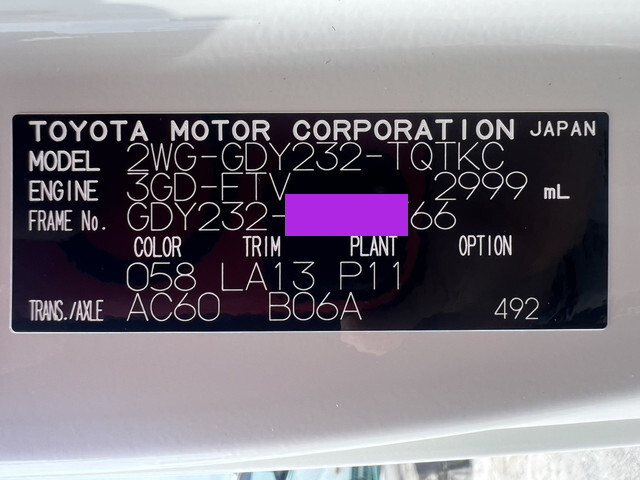 TOYOTA MOTOR CORPORATION JAPAN
MODEL 2WG-GDY232-TQTKC
ENGINE 3GD-FTV 2999 mL
FRAME No. GDY232- 66
COLOR TRIM PLANT OPTION
058 LA13 P11
TRANS./AXLE AC60 B06A 492